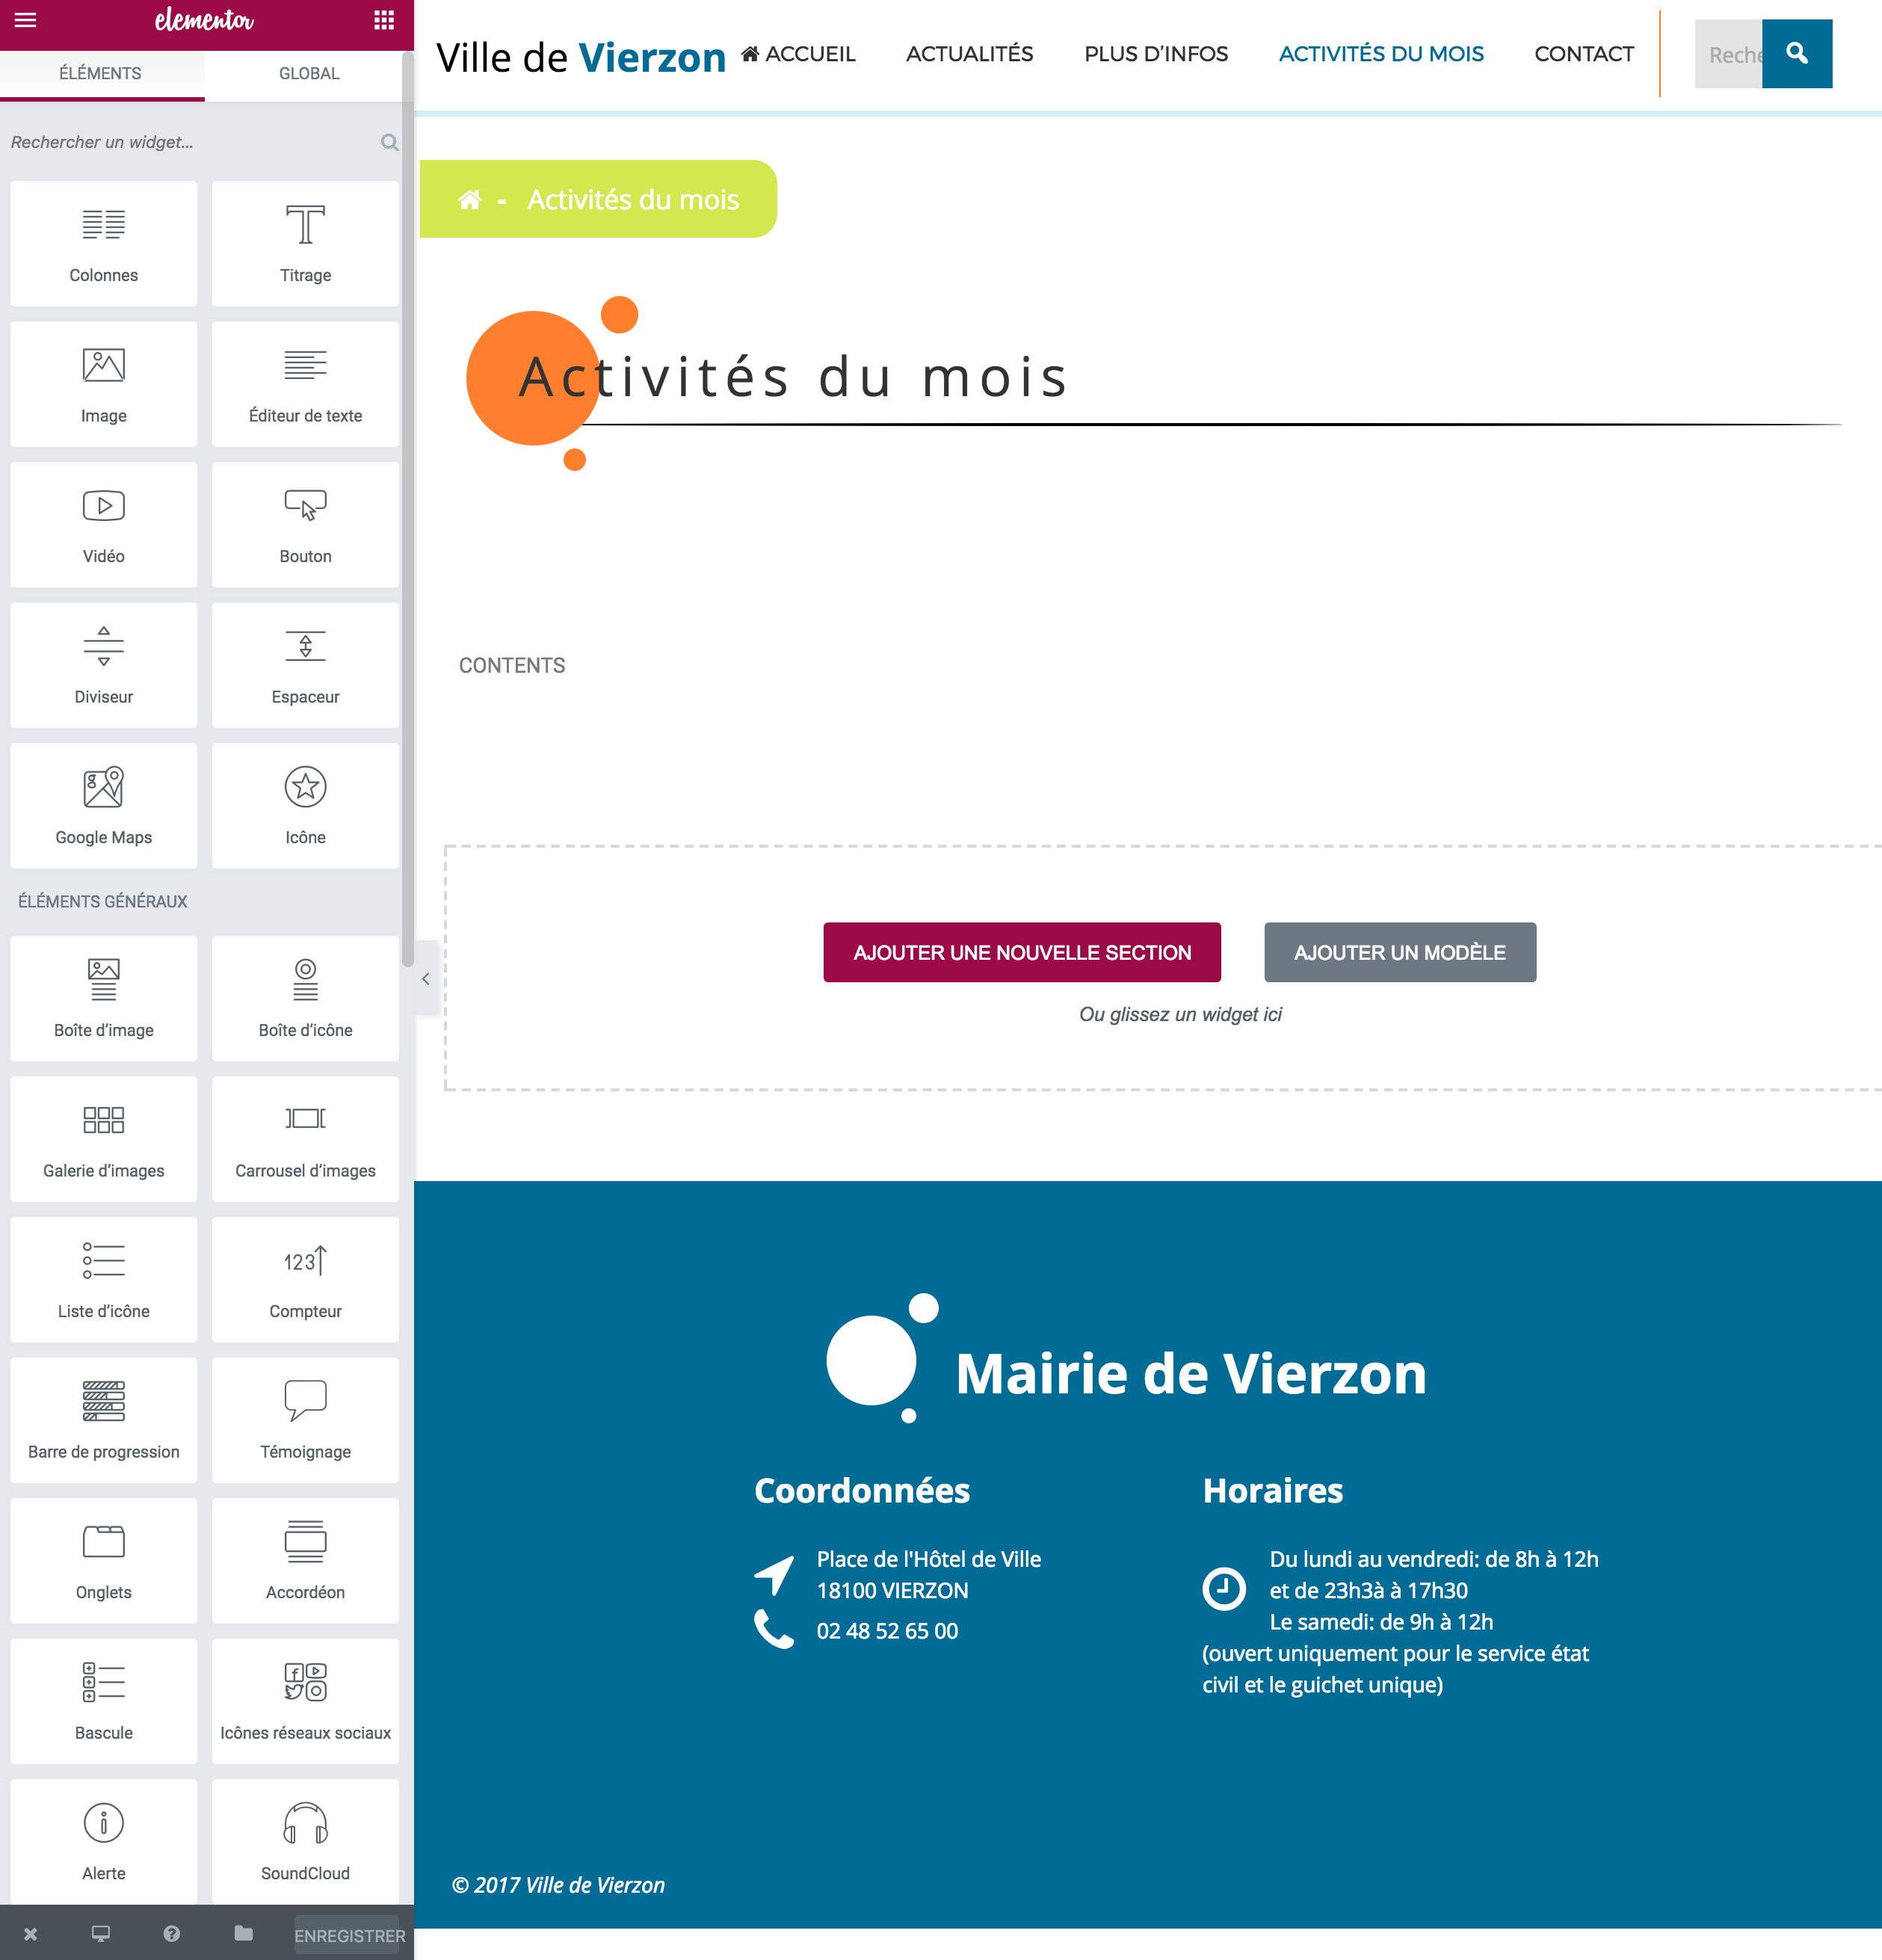 elementor
ÉLÉMENTS
GLOBAL
Rechercher un widget...
Colonnes
Titrage
Image
Éditeur de texte
Vidéo
Bouton
Diviseur
Espaceur
Google Maps
Icône
ÉLÉMENTS GÉNÉRAUX
Boîte d’image
Boîte d’icône
Galerie d’images
Carrousel d’images
Liste d’icône
123
Compteur
Barre de progression
Témoignage
Onglets
Accordéon
Bascule
Icônes réseaux sociaux
Alerte
SoundCloud
ENREGISTRER
Ville de Vierzon
ACCUEIL
ACTUALITÉS
PLUS D’INFOS
ACTIVITÉS DU MOIS
CONTACT
Reche
- Activités du mois
Activités du mois
CONTENTS
AJOUTER UNE NOUVELLE SECTION
AJOUTER UN MODÈLE
Ou glissez un widget ici
Mairie de Vierzon
Coordonnées
Place de l'Hôtel de Ville
18100 VIERZON
02 48 52 65 00
Horaires
Du lundi au vendredi: de 8h à 12h
et de 23h3à à 17h30
Le samedi: de 9h à 12h
(ouvert uniquement pour le service état
civil et le guichet unique)
© 2017 Ville de Vierzon